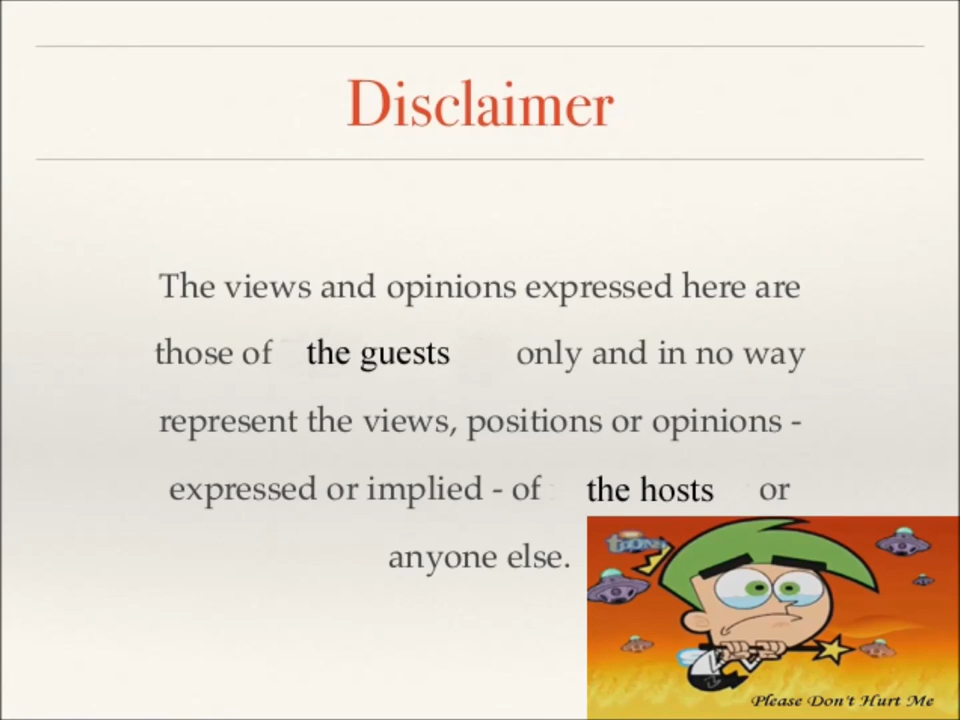 Disclaimer
The views and opinions expressed here are
those of the guests only and in no way
represent the views, positions or opinions -
expressed or implied - of the hosts or
anyone else.
toons
Please Don't Hurt Me